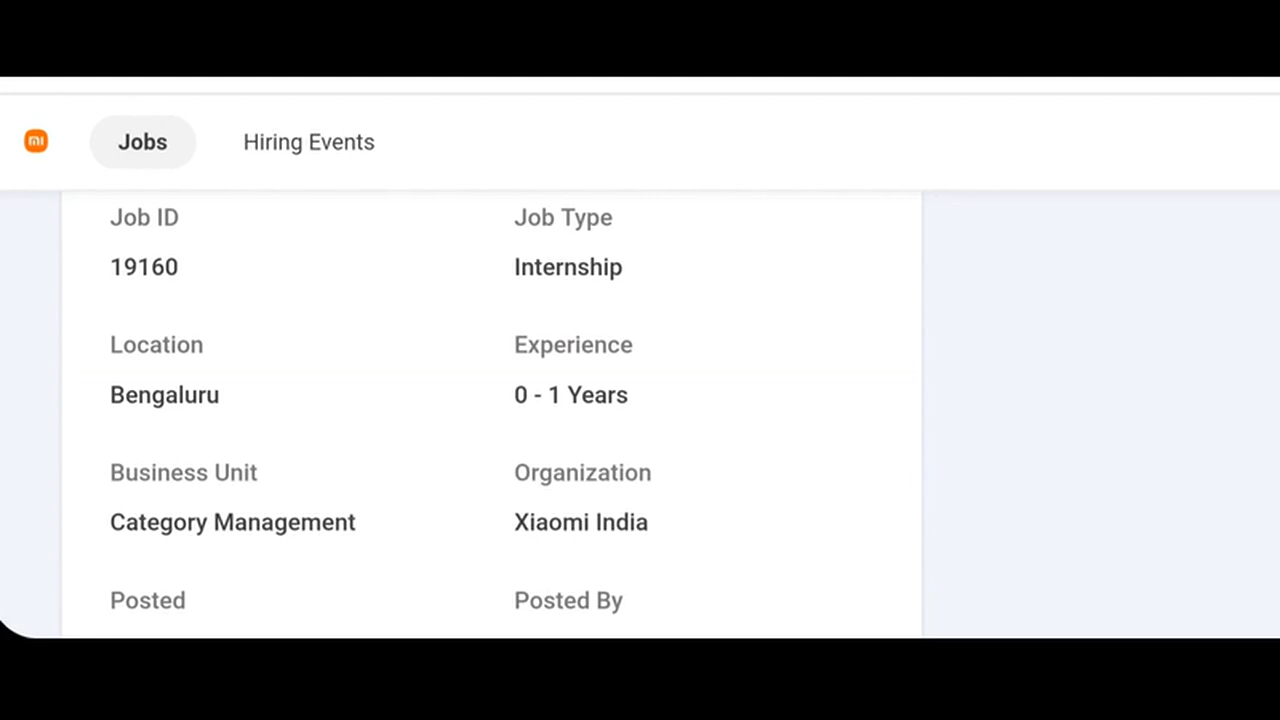 mi
Jobs Hiring Events
Job ID Job Type
19160 Internship
Location Experience
Bengaluru 0 - 1 Years
Business Unit Organization
Category Management Xiaomi India
Posted Posted By